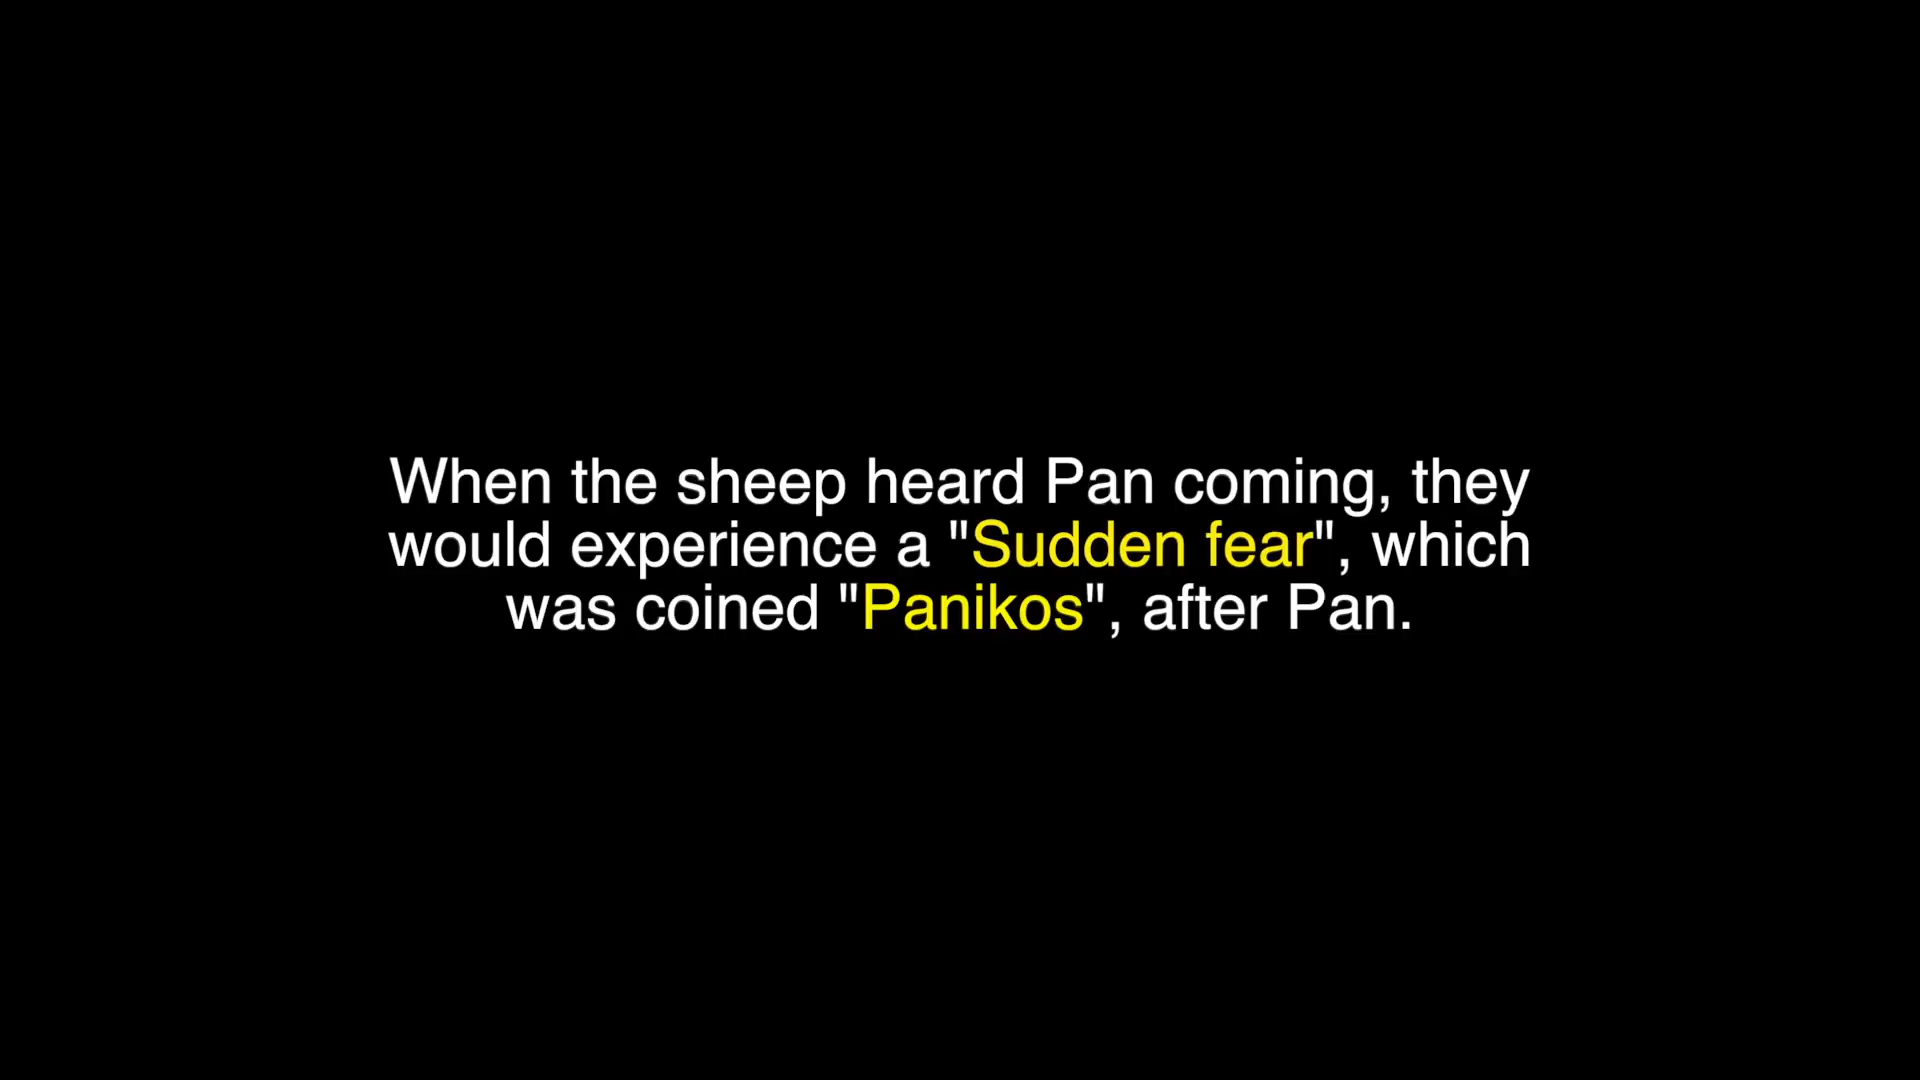 When the sheep heard Pan coming, they
would experience a "Sudden fear", which
was coined "Panikos", after Pan.